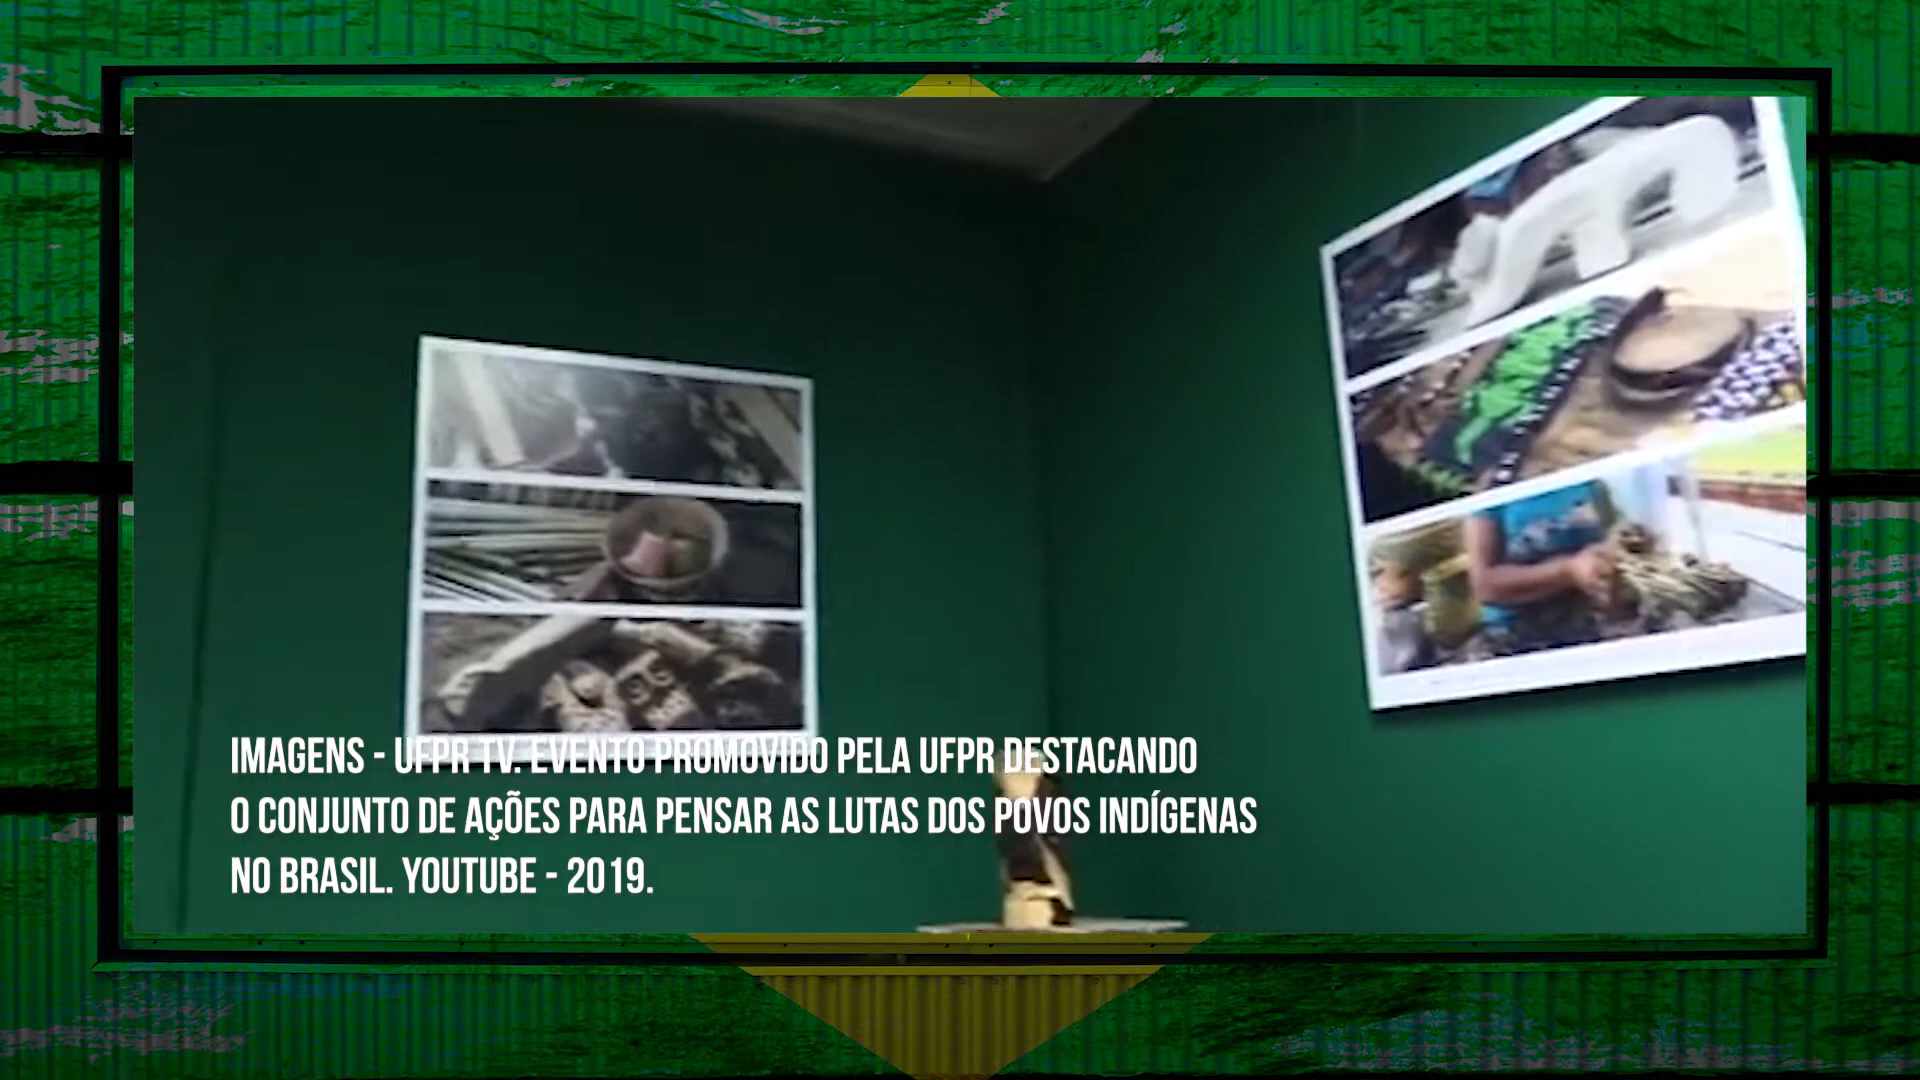 IMAGENS - UFPR TV. EVENTO PROMOVIDO PELA UFPR DESTACANDO
O CONJUNTO DE AÇÕES PARA PENSAR AS LUTAS DOS POVOS INDÍGENAS
NO BRASIL. YOUTUBE - 2019.